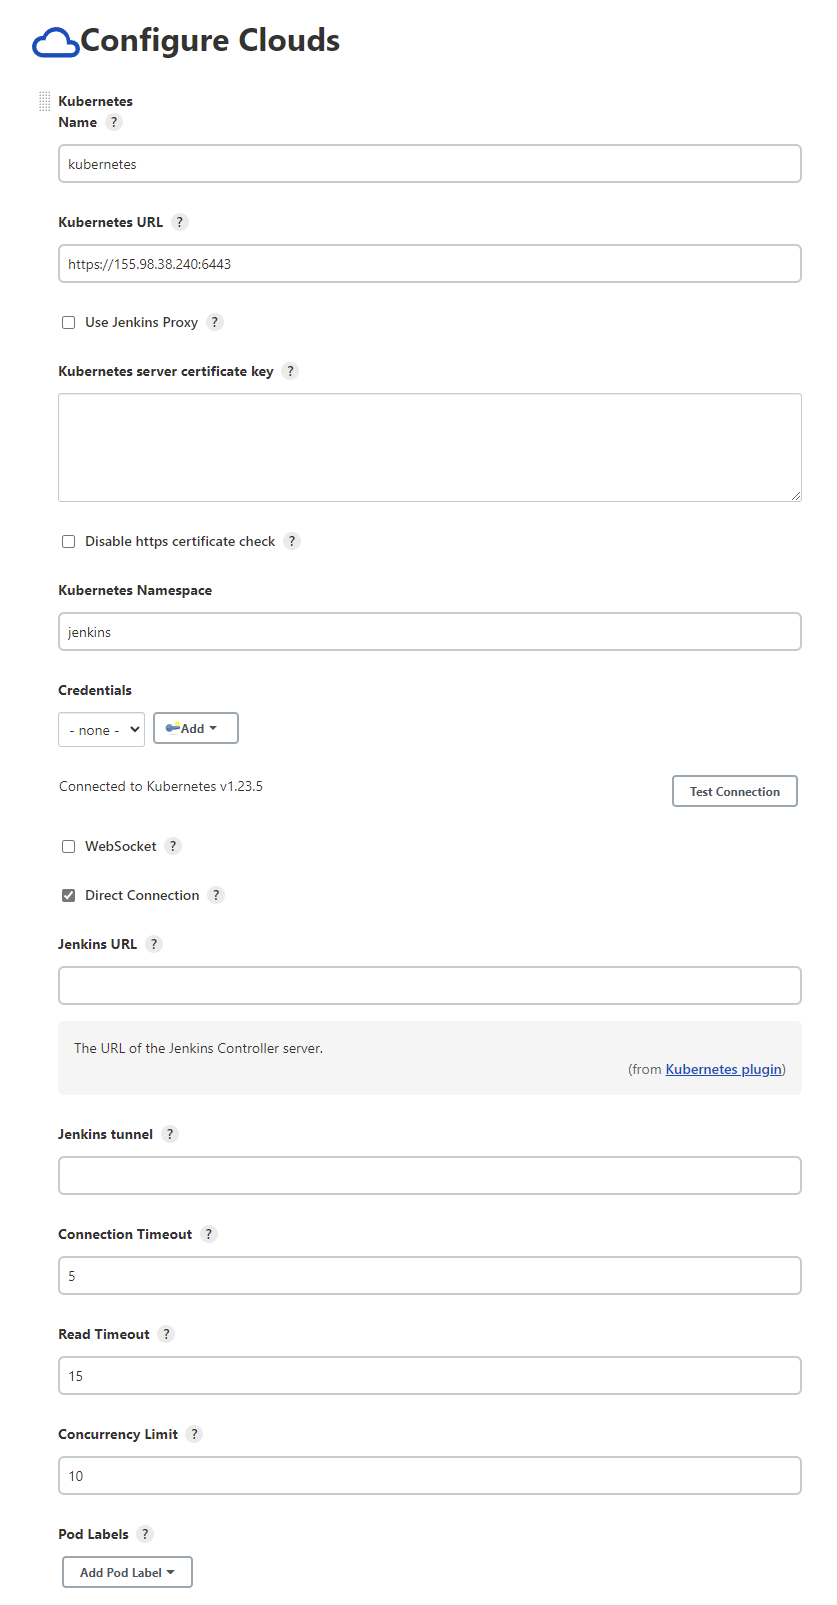 Configure Clouds
Kubernetes
Name ?
kubernetes
Kubernetes URL ?
https://155.98.38.240:6443
Use Jenkins Proxy ?
Kubernetes server certificate key ?
Disable https certificate check ?
Kubernetes Namespace
jenkins
Credentials
- none - Add
Connected to Kubernetes v1.23.5
Test Connection
WebSocket ?
Direct Connection ?
Jenkins URL ?
The URL of the Jenkins Controller server.
(from Kubernetes plugin)
Jenkins tunnel ?
Connection Timeout ?
5
Read Timeout ?
15
Concurrency Limit ?
10
Pod Labels ?
Add Pod Label